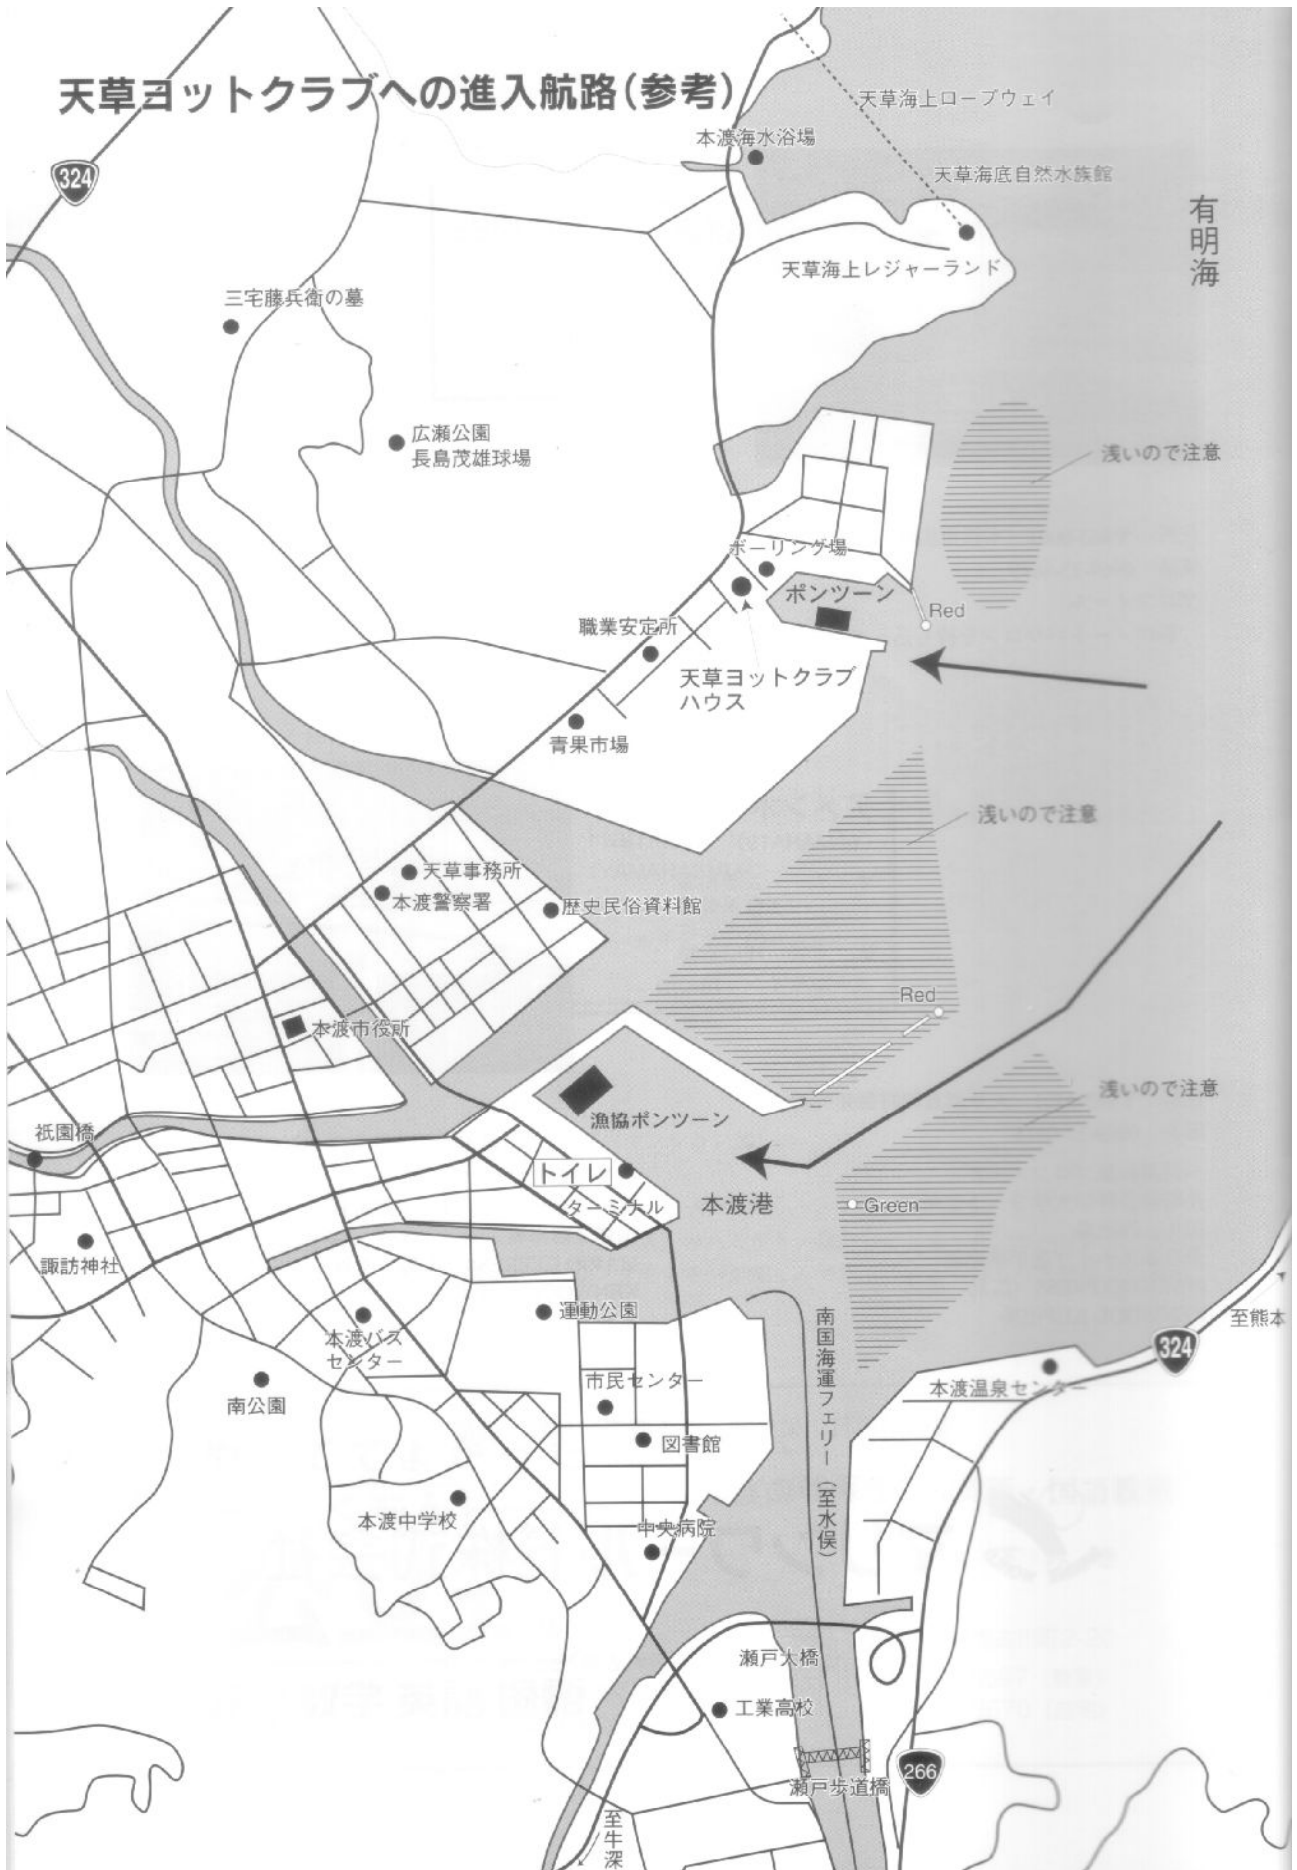 天草ヨットクラブへの進入航路(参考)
天草海上ロープウェイ
本渡海水浴場
324
天草海底自然水族館
有明海
天草海上レジャーランド
三宅藤兵衛の墓
広瀬公園
長島茂雄球場
浅いので注意
ボーリング場
ポンツーン
Red
職業安定所
天草ヨットクラブ
ハウス
青果市場
浅いので注意
天草事務所
本渡警察署
歴史民俗資料館
Red
本渡市役所
浅いので注意
漁協ポンツーン
祇園橋
トイレ
ターミナル
本渡港
Green
諏訪神社
運動公園
南国海運フェリー(至水俣)
至熊本
本渡バス
センター
324
市民センター
本渡温泉センター
南公園
図書館
本渡中学校
中央病院
瀬戸大橋
工業高校
266
瀬戸歩道橋
至牛深